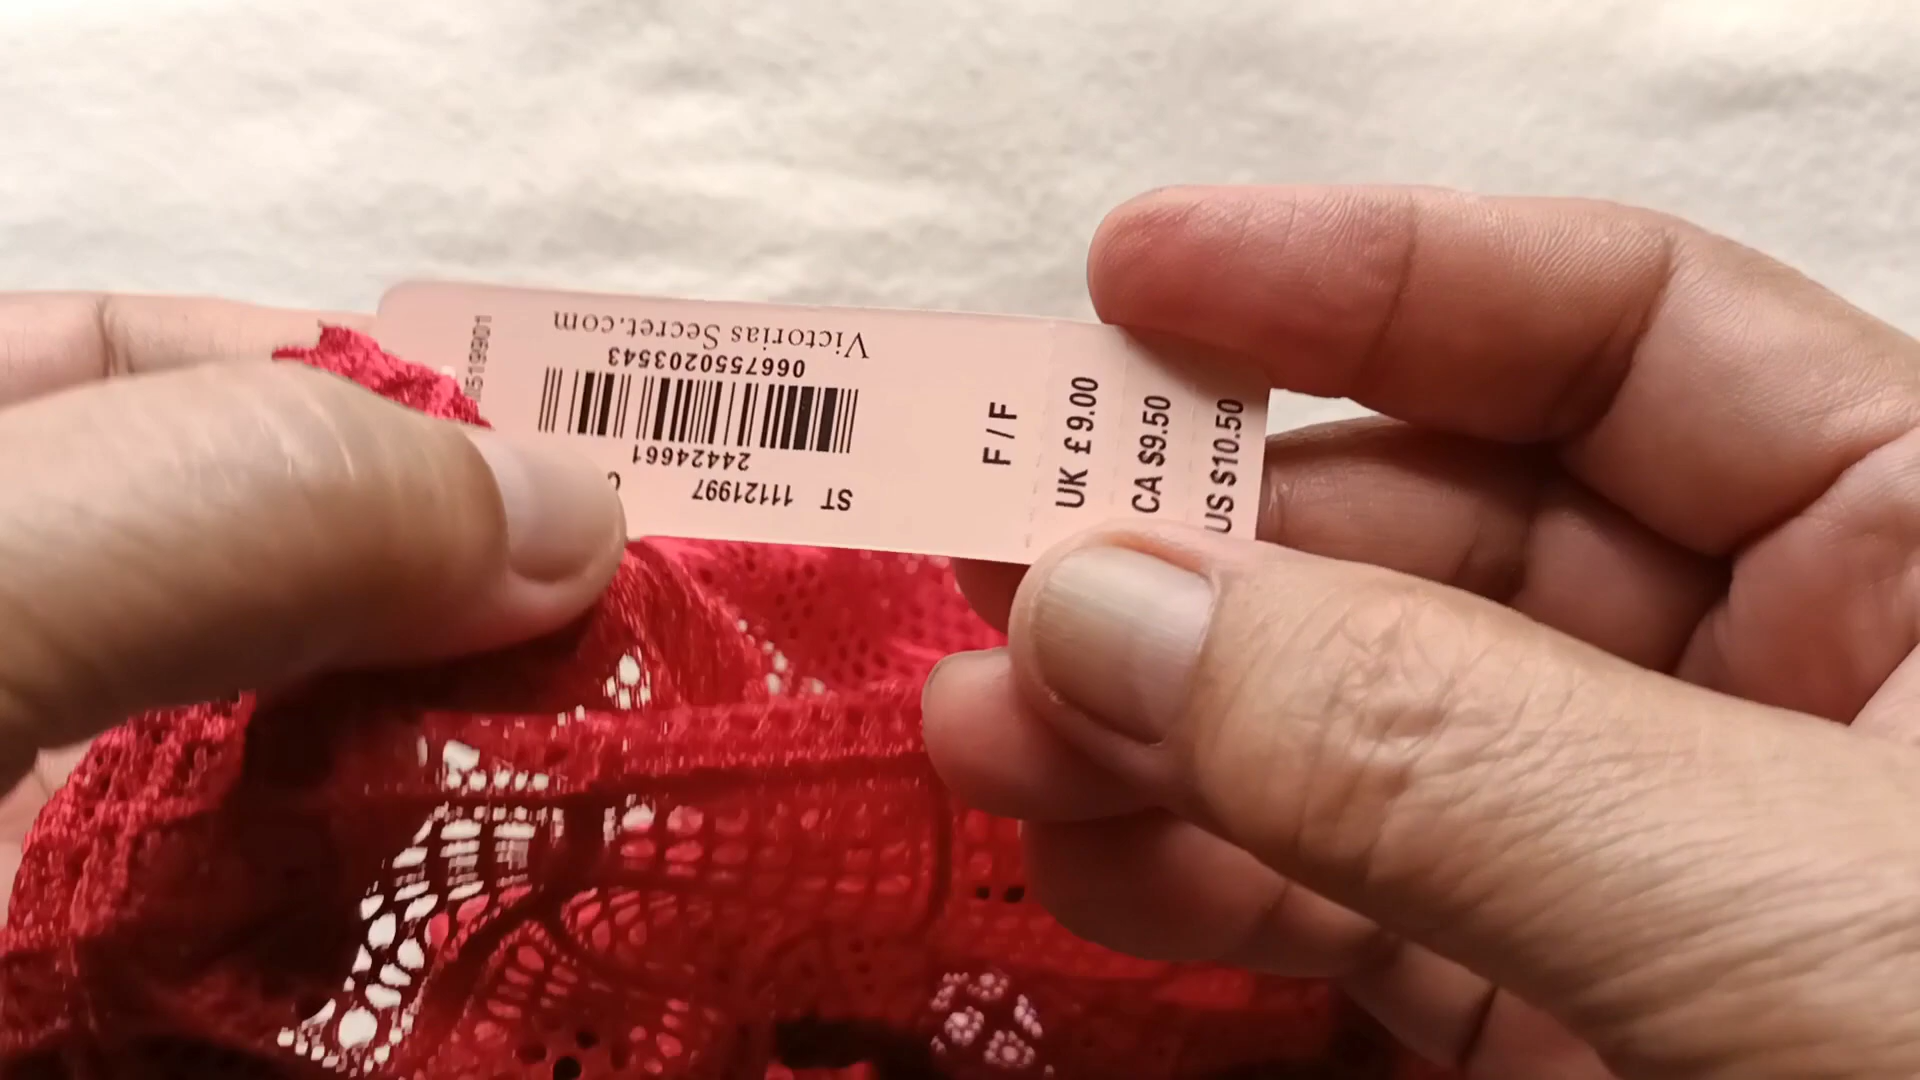 ST 11121997
24424661
0667550203543
Victorias Secret.com
F / F
UK £9.00
CA $9.50
US $10.50